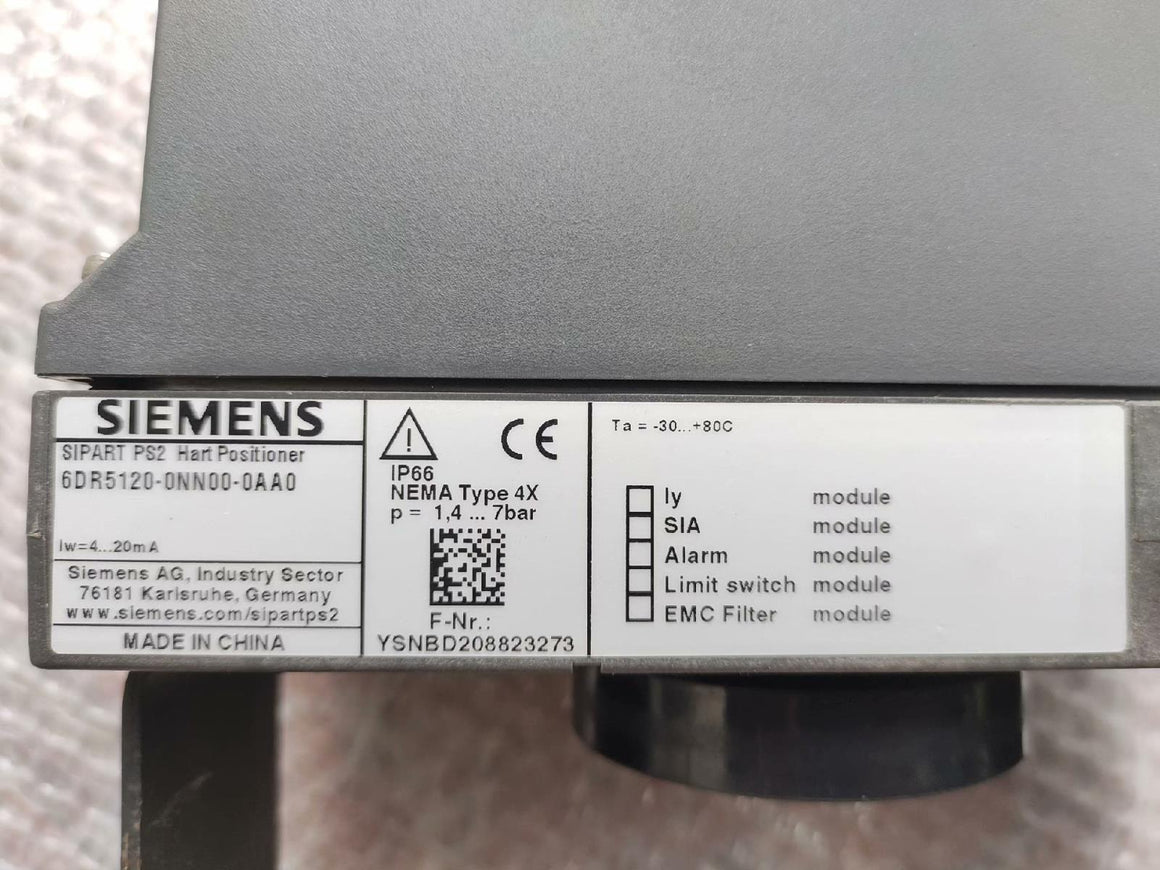 SIEMENS
SIPART PS2 Hart Positioner
6DR5120-0NN00-0AA0
Iw=4...20mA
Siemens AG, Industry Sector
76181 Karlsruhe, Germany
www.siemens.com/sipartps2
MADE IN CHINA
CE
IP66
NEMA Type 4X
p = 1,4 ... 7bar
F-Nr.:
YSNBD208823273
Ta = -30...+80C
Iy module
SIA module
Alarm module
Limit switch module
EMC Filter module